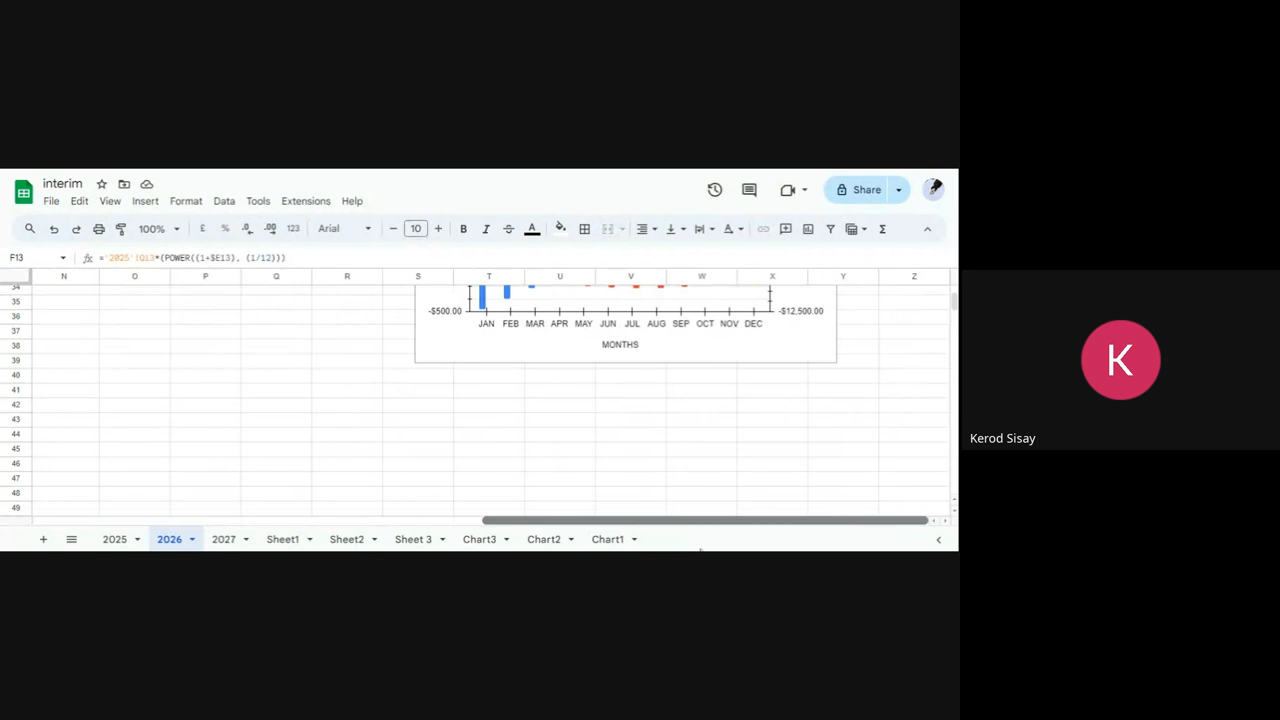 interim
File Edit View Insert Format Data Tools Extensions Help
Share
100% £ % .0 .00 123 Arial 10 B I S A
F13 fx ='2025'!Q13*(POWER((1+$E13), (1/12)))
N O P Q R S T U V W X Y Z
34
35
36 -$500.00 -$12,500.00
37 JAN FEB MAR APR MAY JUN JUL AUG SEP OCT NOV DEC
38 MONTHS
39
40
41
42
43
44
45
46
47
48
49
2025 2026 2027 Sheet1 Sheet2 Sheet 3 Chart3 Chart2 Chart1
K
Kerod Sisay